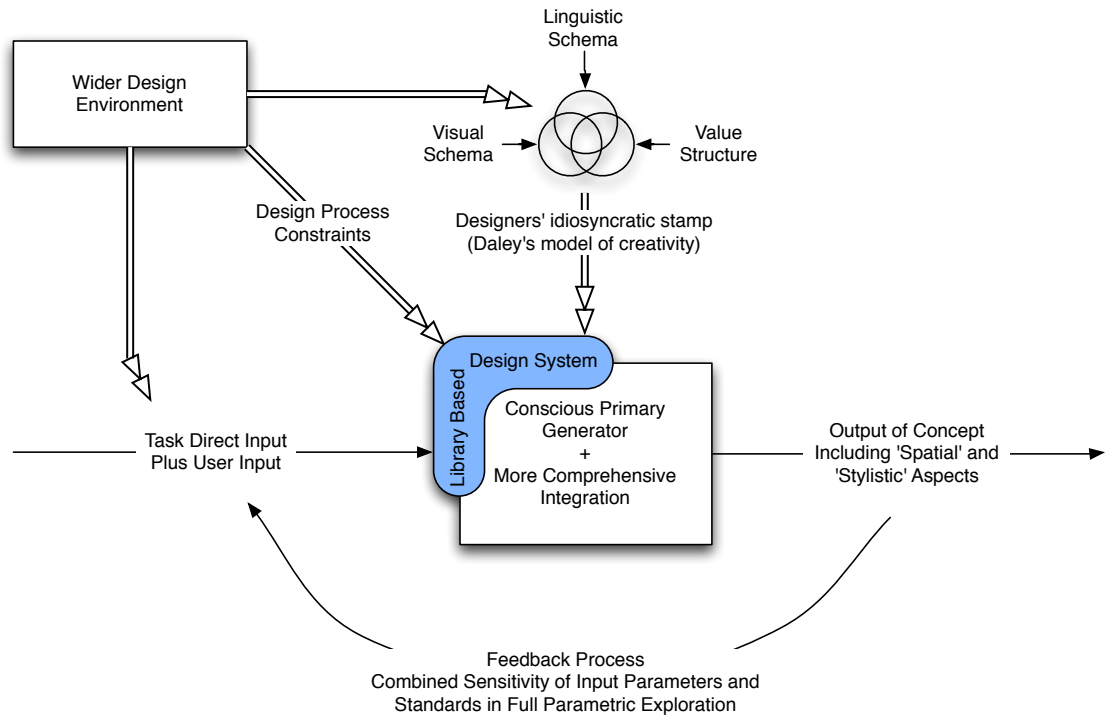 Linguistic
Schema
Wider Design
Environment
Visual
Schema
Value
Structure
Design Process
Constraints
Designers' idiosyncratic stamp
(Daley's model of creativity)
Design System
Library Based
Conscious Primary
Generator
+
More Comprehensive
Integration
Task Direct Input
Plus User Input
Output of Concept
Including 'Spatial' and
'Stylistic' Aspects
Feedback Process
Combined Sensitivity of Input Parameters and
Standards in Full Parametric Exploration